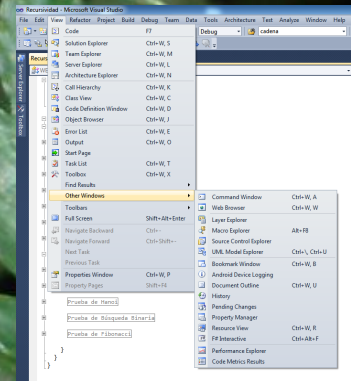 Recursividad - Microsoft Visual Studio
File Edit View Refactor Project Build Debug Team Data Tools Architecture Test Analyze Window Help
Debug cadena
Recurs
Server Explorer
Toolbox
Code F7
Solution Explorer Ctrl+W, S
Team Explorer Ctrl+W, M
Server Explorer Ctrl+W, L
Architecture Explorer Ctrl+W, N
Call Hierarchy Ctrl+W, K
Class View Ctrl+W, C
Code Definition Window Ctrl+W, D
Object Browser Ctrl+W, J
Error List Ctrl+W, E
Output Ctrl+W, O
Start Page
Task List Ctrl+W, T
Toolbox Ctrl+W, X
Find Results
Other Windows
Toolbars
Full Screen Shift+Alt+Enter
Navigate Backward Ctrl+-
Navigate Forward Ctrl+Shift+-
Next Task
Previous Task
Properties Window Ctrl+W, P
Property Pages Shift+F4
Command Window Ctrl+W, A
Web Browser Ctrl+W, W
Layer Explorer
Macro Explorer Alt+F8
Source Control Explorer
UML Model Explorer Ctrl+\, Ctrl+U
Bookmark Window Ctrl+W, B
Android Device Logging
Document Outline Ctrl+W, U
History
Pending Changes
Property Manager
Resource View Ctrl+W, R
F# Interactive Ctrl+Alt+F
Performance Explorer
Code Metrics Results
Prueba de Hanoi
Prueba de Búsqueda Binaria
Prueba de Fibonacci
}
}
}